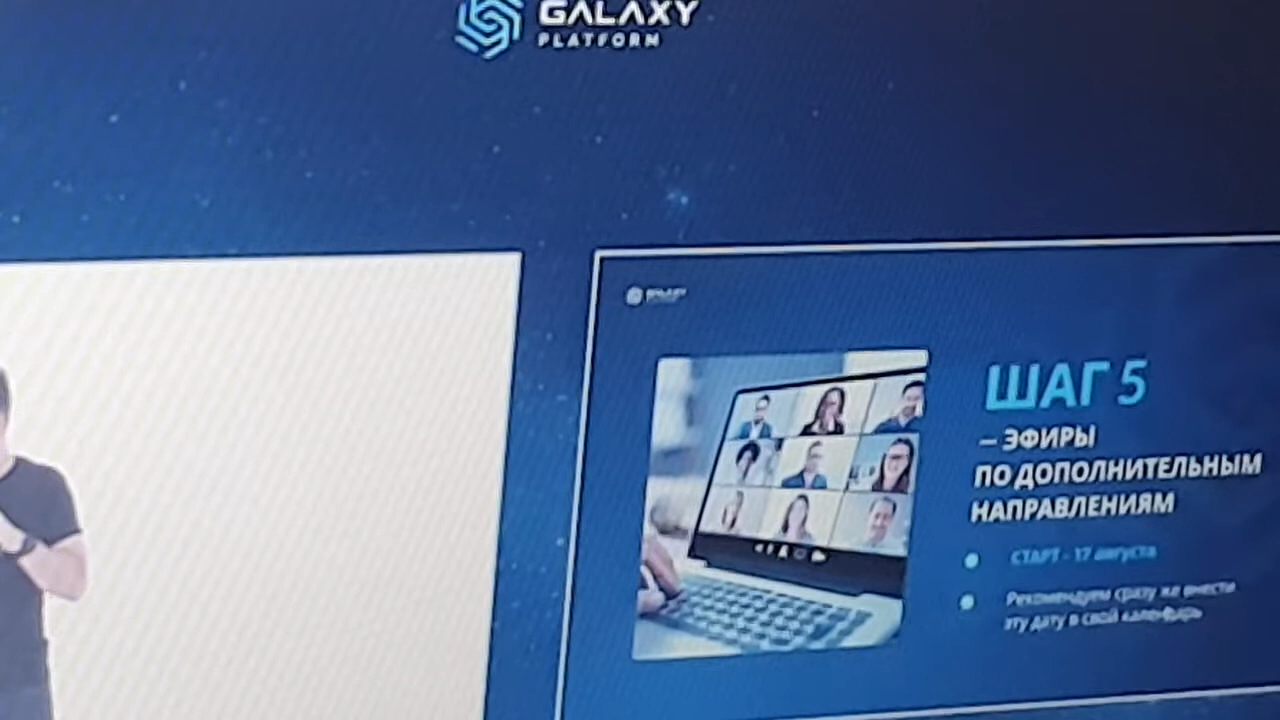 GALAXY
PLATFORM
GALAXY
ШАГ 5
– ЭФИРЫ
ПО ДОПОЛНИТЕЛЬНЫМ
НАПРАВЛЕНИЯМ
СТАРТ - 17 августа
Рекомендуем сразу же внести
эту дату в свой календарь